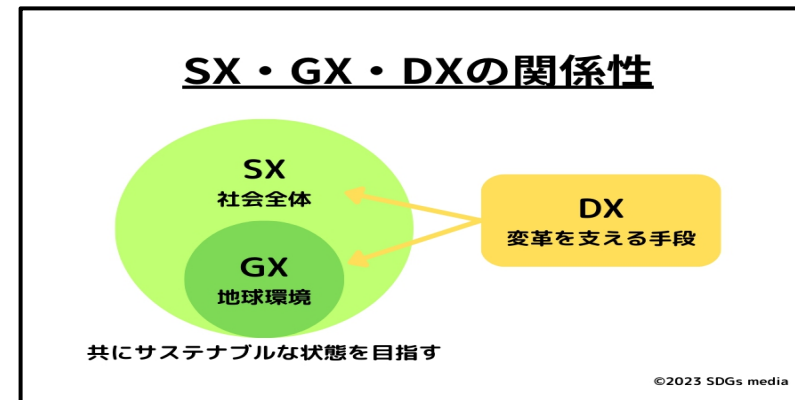 SX・GX・DXの関係性
SX
社会全体
GX
地球環境
DX
変革を支える手段
共にサステナブルな状態を目指す
©2023 SDGs media